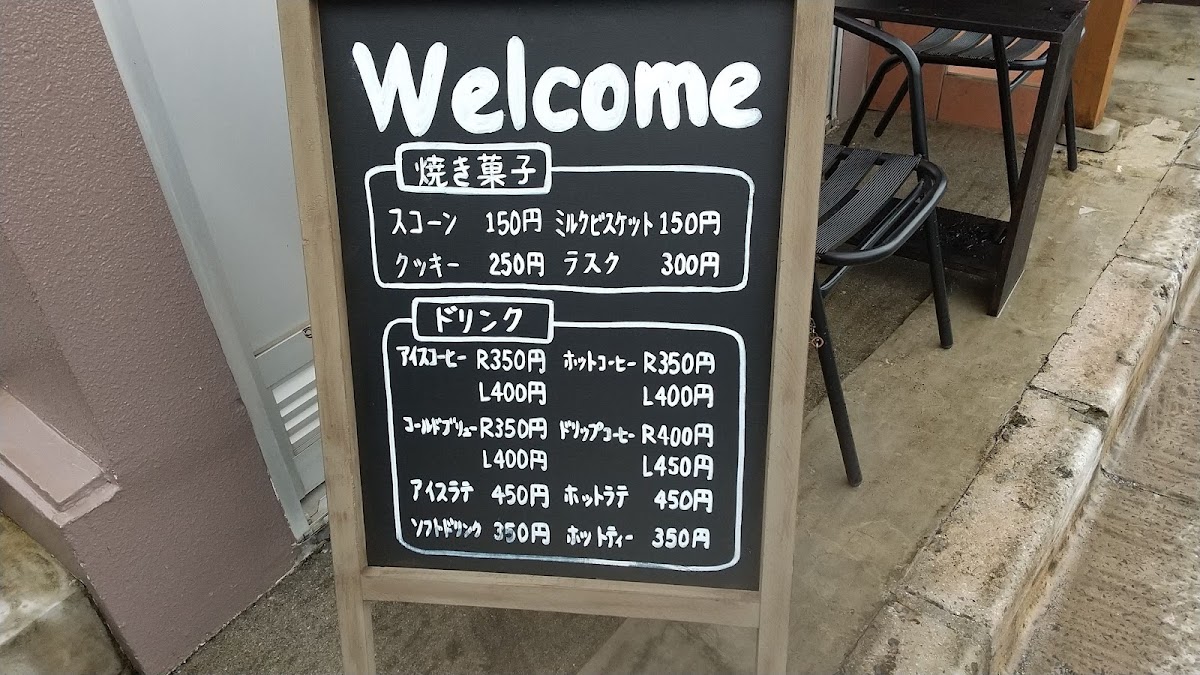 Welcome
焼き菓子
スコーン 150円 ミルクビスケット 150円
クッキー 250円 ラスク 300円
ドリンク
アイスコーヒー R350円 ホットコーヒー R350円
L400円 L400円
コールドブリュー R350円 ドリップコーヒー R400円
L400円 L450円
アイスラテ 450円 ホットラテ 450円
ソフトドリンク 350円 ホットティー 350円